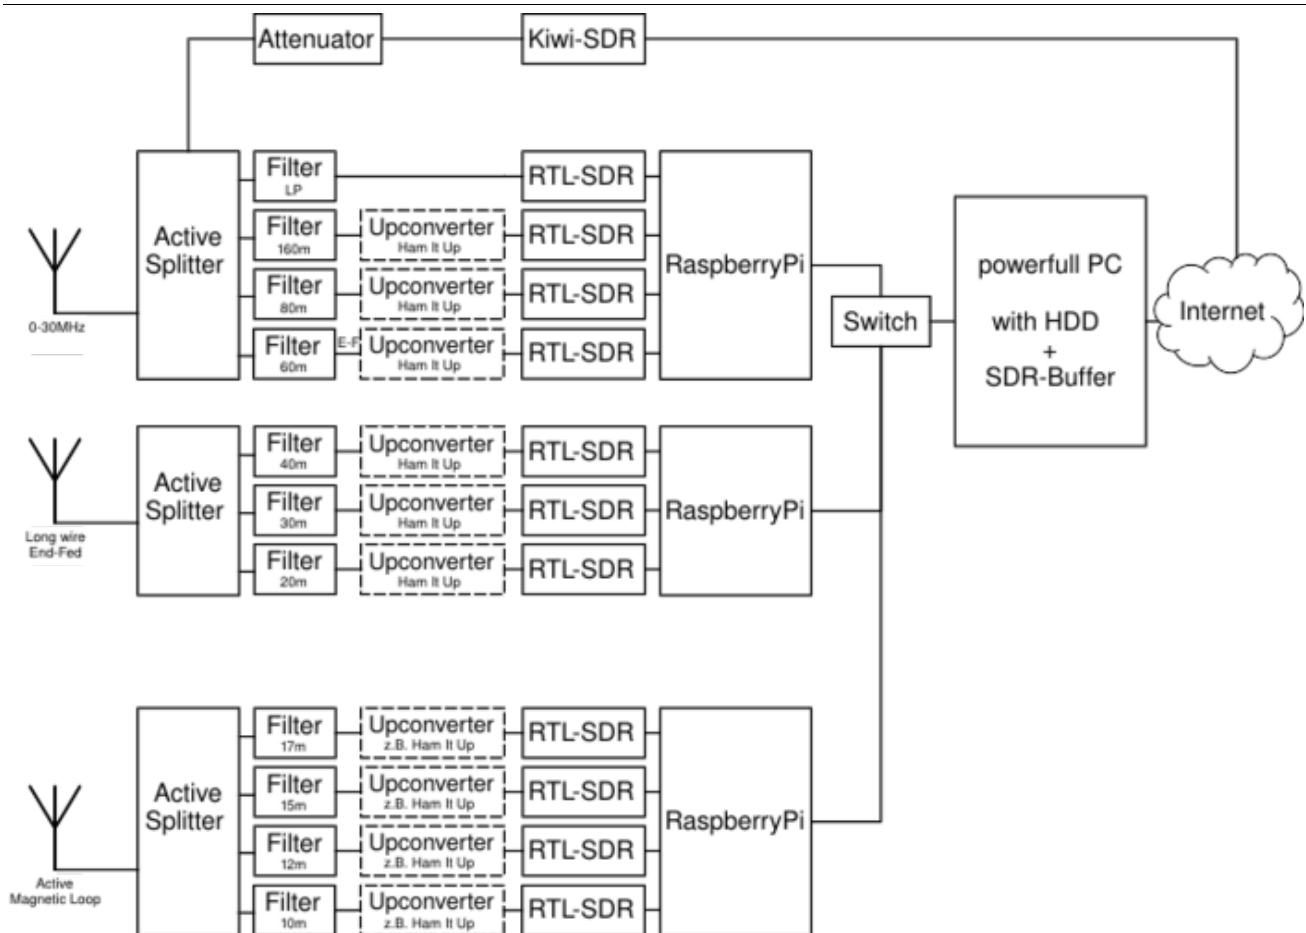 Attenuator
Kiwi-SDR
Filter
LP
RTL-SDR
Filter
160m
Upconverter
Ham It Up
RTL-SDR
Active
Splitter
RaspberryPi
powerfull PC
with HDD
+
SDR-Buffer
Filter
80m
Upconverter
Ham It Up
RTL-SDR
Switch
Internet
0-30MHz
Filter
60m
E-F
Upconverter
Ham It Up
RTL-SDR
Filter
40m
Upconverter
Ham It Up
RTL-SDR
Active
Splitter
Filter
30m
Upconverter
Ham It Up
RTL-SDR
RaspberryPi
Long wire
End-Fed
Filter
20m
Upconverter
Ham It Up
RTL-SDR
Filter
17m
Upconverter
z.B. Ham It Up
RTL-SDR
Active
Splitter
Filter
15m
Upconverter
z.B. Ham It Up
RTL-SDR
RaspberryPi
Filter
12m
Upconverter
z.B. Ham It Up
RTL-SDR
Active
Magnetic Loop
Filter
10m
Upconverter
z.B. Ham It Up
RTL-SDR